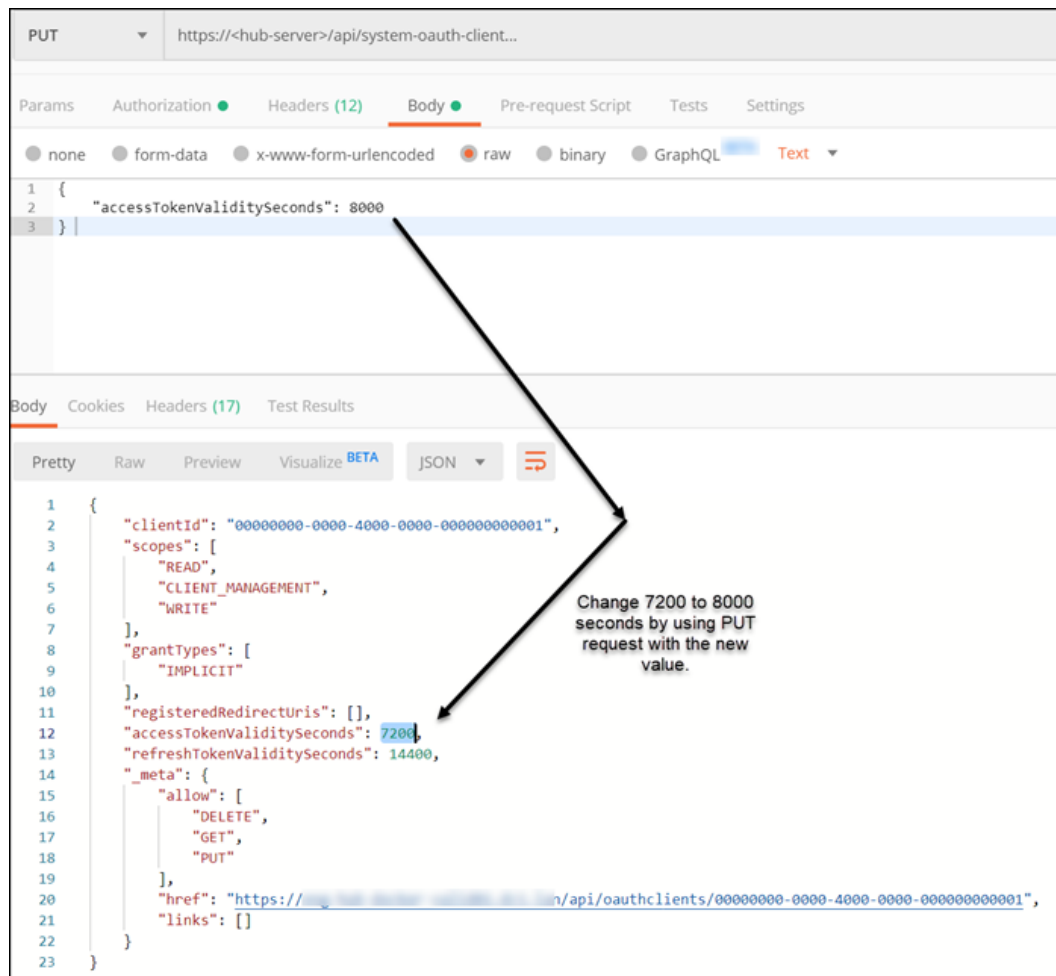 PUT https://<hub-server>/api/system-oauth-client...
Params Authorization Headers (12) Body Pre-request Script Tests Settings
none form-data x-www-form-urlencoded raw binary GraphQL Text
1 {
2 "accessTokenValiditySeconds": 8000
3 }
Body Cookies Headers (17) Test Results
Pretty Raw Preview Visualize BETA JSON
1 {
2 "clientId": "00000000-0000-4000-0000-000000000001",
3 "scopes": [
4 "READ",
5 "CLIENT_MANAGEMENT",
6 "WRITE"
7 ],
8 "grantTypes": [
9 "IMPLICIT"
10 ],
11 "registeredRedirectUris": [],
12 "accessTokenValiditySeconds": 7200,
13 "refreshTokenValiditySeconds": 14400,
14 "_meta": {
15 "allow": [
16 "DELETE",
17 "GET",
18 "PUT"
19 ],
20 "href": "https:// n/api/oauthclients/00000000-0000-4000-0000-000000000001",
21 "links": []
22 }
23 }
Change 7200 to 8000
seconds by using PUT
request with the new
value.